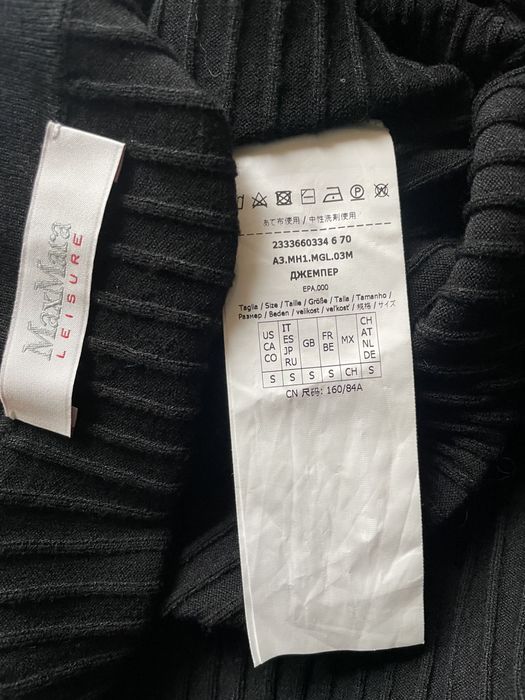 MaxMara
LEISURE
あて布使用 / 中性洗剤使用
2333660334 6 70
A3.MH1.MGL.03M
ДЖЕМПЕР
EPA,000
Taglia / Size / Taille / Größe / Talla / Tamanho /
Размер / Beden / velikost / veľkosť / 规格 / サイズ
US CA CO
IT ES JP RU
GB
FR BE
MX
CH AT NL DE
S S S S CH S
CN 尺码: 160/84A